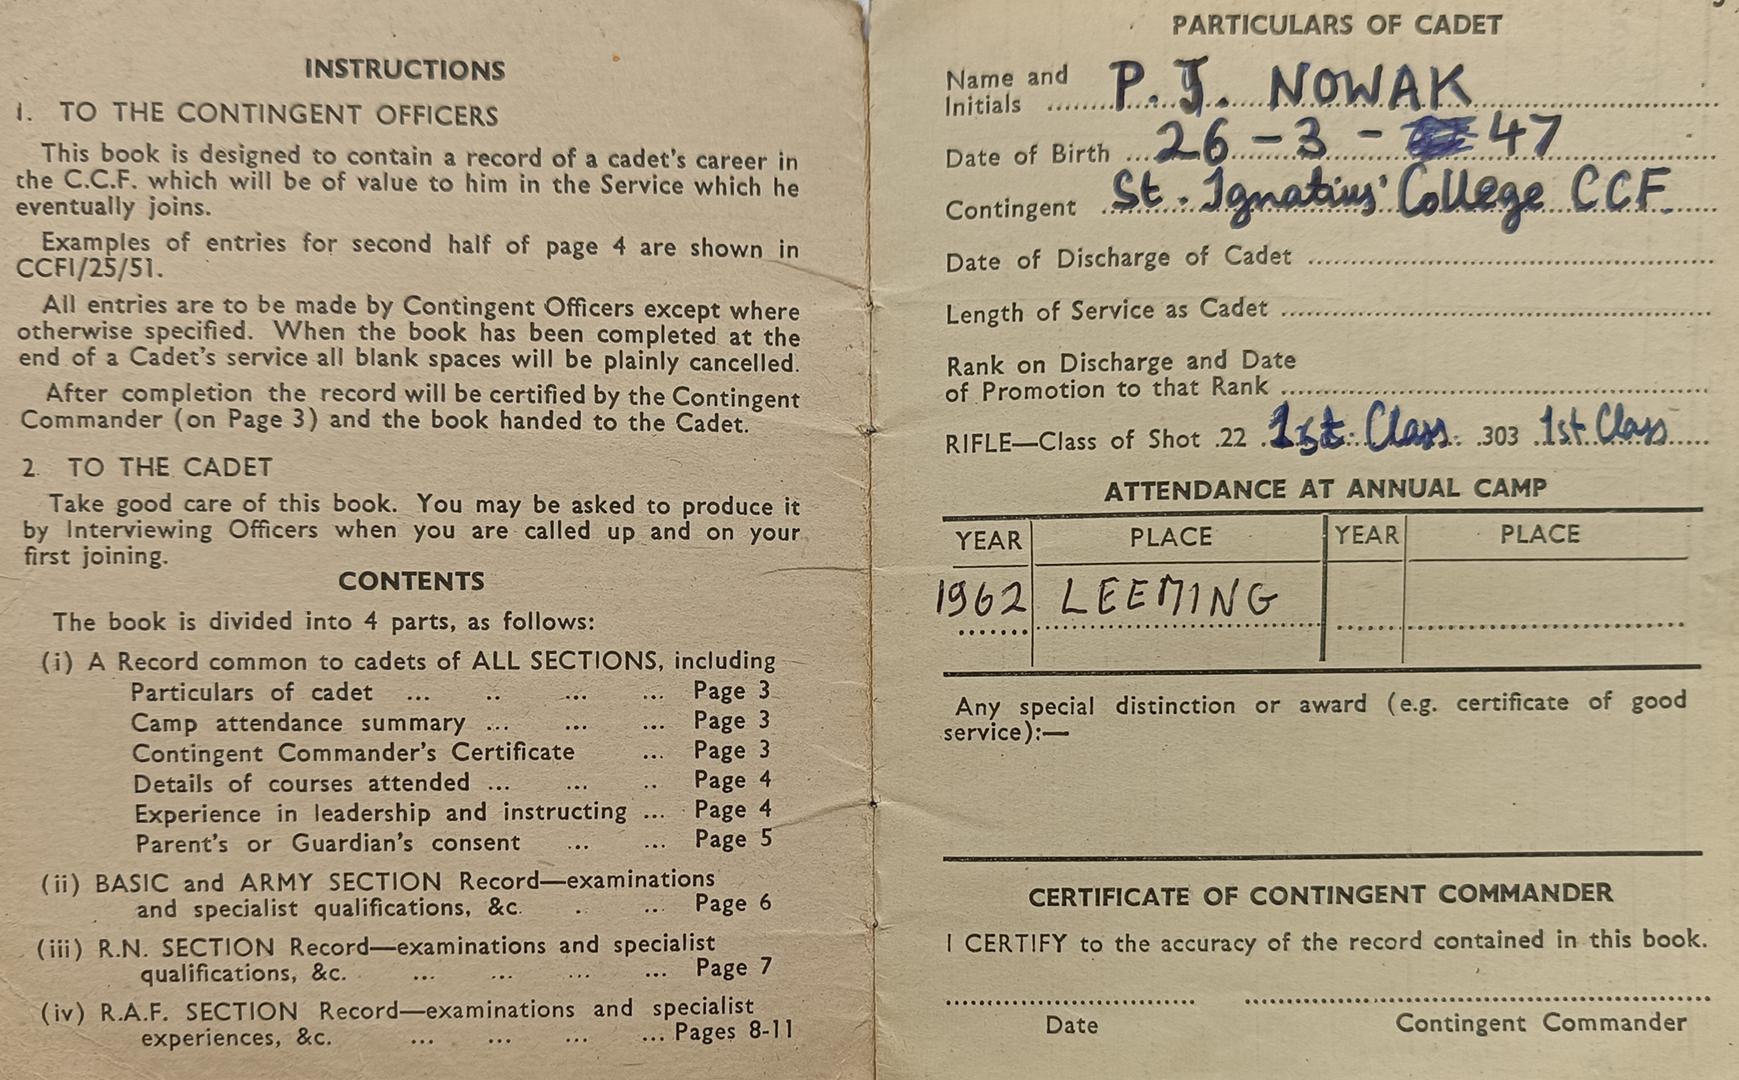 INSTRUCTIONS
1. TO THE CONTINGENT OFFICERS
This book is designed to contain a record of a cadet's career in
the C.C.F. which will be of value to him in the Service which he
eventually joins.
Examples of entries for second half of page 4 are shown in
CCFI/25/51.
All entries are to be made by Contingent Officers except where
otherwise specified. When the book has been completed at the
end of a Cadet's service all blank spaces will be plainly cancelled.
After completion the record will be certified by the Contingent
Commander (on Page 3) and the book handed to the Cadet.
2. TO THE CADET
Take good care of this book. You may be asked to produce it
by Interviewing Officers when you are called up and on your
first joining.
CONTENTS
The book is divided into 4 parts, as follows:
(i) A Record common to cetets of ALL SECTIONS, including
Particulars of cadet ... .. ... ... Page 3
Camp attendance summary ... ... ... Page 3
Contingent Commander's Certificate ... Page 3
Details of courses attended ... ... .. Page 4
Experience in leadership and instructing ... Page 4
Parent's or Guardian's consent ... ... Page 5
(ii) BASIC and ARMY SECTION Record—examinations
and specialist qualifications, &c. . ... Page 6
(iii) R.N. SECTION Record—examinations and specialist
qualifications, &c. ... ... ... ... Page 7
(iv) R.A.F. SECTION Record—examinations and specialist
experiences, &c. ... ... ... ... Pages 8-11
PARTICULARS OF CADET
Name and
Initials P. J. NOWAK
Date of Birth 26 - 3 - 47
Contingent St. Ignatius' College CCF.
Date of Discharge of Cadet
Length of Service as Cadet
Rank on Discharge and Date
of Promotion to that Rank
RIFLE—Class of Shot .22 1st. Class. .303 1st Class
ATTENDANCE AT ANNUAL CAMP
YEAR PLACE YEAR PLACE
1962 LEEMING
Any special distinction or award (e.g. certificate of good
service):—
CERTIFICATE OF CONTINGENT COMMANDER
I CERTIFY to the accuracy of the record contained in this book.
Date Contingent Commander